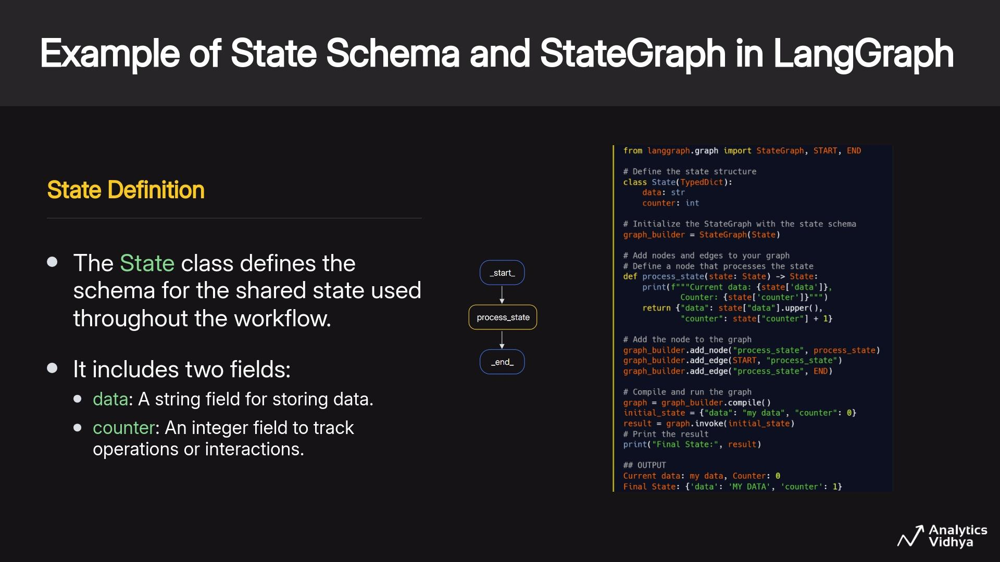 Example of State Schema and StateGraph in LangGraph
State Definition
The State class defines the
schema for the shared state used
throughout the workflow.
It includes two fields:
data: A string field for storing data.
counter: An integer field to track
operations or interactions.
_start_
process_state
_end_
from langgraph.graph import StateGraph, START, END
# Define the state structure
class State(TypedDict):
    data: str
    counter: int
# Initialize the StateGraph with the state schema
graph_builder = StateGraph(State)
# Add nodes and edges to your graph
# Define a node that processes the state
def process_state(state: State) -> State:
    print(f"""Current data: {state['data']},
            Counter: {state['counter']}""")
    return {"data": state["data"].upper(),
            "counter": state["counter"] + 1}
# Add the node to the graph
graph_builder.add_node("process_state", process_state)
graph_builder.add_edge(START, "process_state")
graph_builder.add_edge("process_state", END)
# Compile and run the graph
graph = graph_builder.compile()
initial_state = {"data": "my data", "counter": 0}
result = graph.invoke(initial_state)
# Print the result
print("Final State:", result)
## OUTPUT
Current data: my data, Counter: 0
Final State: {'data': 'MY DATA', 'counter': 1}
Analytics
Vidhya